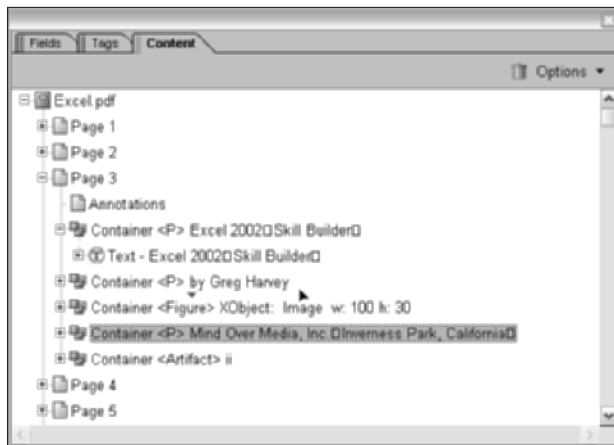 Fields Tags Content
Options
Excel.pdf
Page 1
Page 2
Page 3
Annotations
Container <P> Excel 2002▯Skill Builder▯
Text - Excel 2002▯Skill Builder▯
Container <P> by Greg Harvey
Container <Figure> XObject: Image w: 100 h: 30
Container <P> Mind Over Media, Inc.▯Inverness Park, California▯
Container <Artifact> ii
Page 4
Page 5